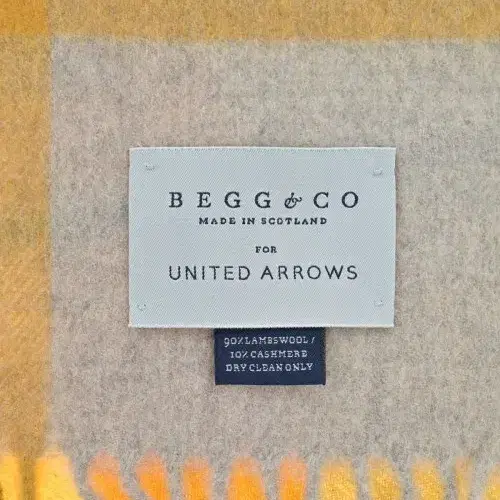 BEGG & CO
MADE IN SCOTLAND
FOR
UNITED ARROWS
90% LAMBSWOOL /
10% CASHMERE
DRY CLEAN ONLY